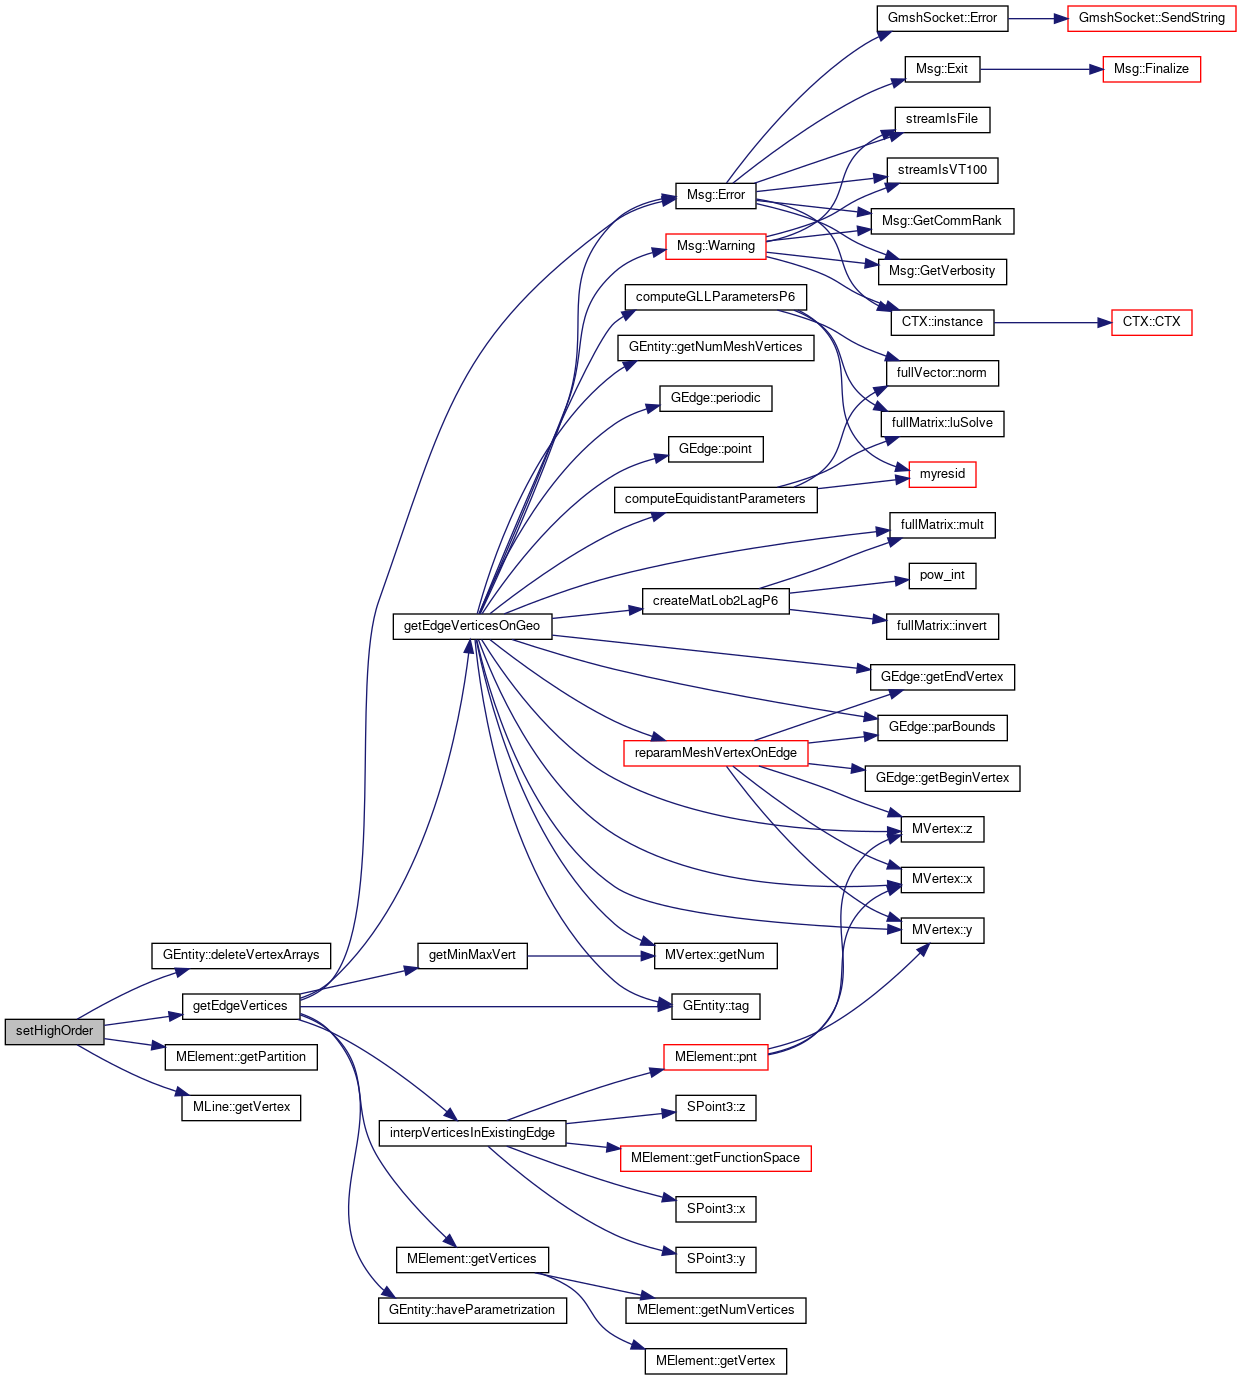 GmshSocket::Error
GmshSocket::SendString
Msg::Exit
Msg::Finalize
streamIsFile
streamIsVT100
Msg::Error
Msg::GetCommRank
Msg::Warning
Msg::GetVerbosity
computeGLLParametersP6
CTX::instance
CTX::CTX
GEntity::getNumMeshVertices
fullVector::norm
GEdge::periodic
fullMatrix::luSolve
GEdge::point
myresid
computeEquidistantParameters
fullMatrix::mult
pow_int
createMatLob2LagP6
getEdgeVerticesOnGeo
fullMatrix::invert
GEdge::getEndVertex
GEdge::parBounds
reparamMeshVertexOnEdge
GEdge::getBeginVertex
MVertex::z
MVertex::x
MVertex::y
GEntity::deleteVertexArrays
getMinMaxVert
MVertex::getNum
getEdgeVertices
GEntity::tag
setHighOrder
MElement::getPartition
MElement::pnt
MLine::getVertex
SPoint3::z
interpVerticesInExistingEdge
MElement::getFunctionSpace
SPoint3::x
MElement::getVertices
SPoint3::y
GEntity::haveParametrization
MElement::getNumVertices
MElement::getVertex